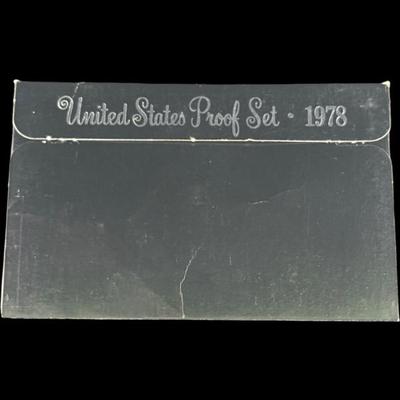 United States Proof Set · 1978